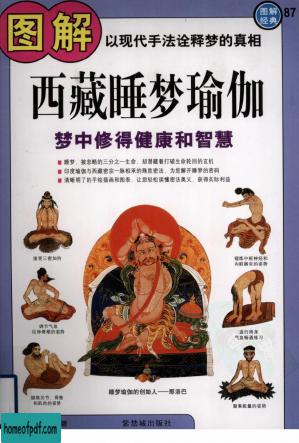 图解
以现代手法诠释梦的真相
图解经典
87
西藏睡梦瑜伽
梦中修得健康和智慧
■睡梦，被忽略的三分之一生命，却潜藏着打破生命轮回的玄机
■印度瑜伽与西藏密宗一脉相承的殊胜密法，为您解开睡梦的密码
■清晰明了的手绘插画和图表，让您轻松读懂密法奥义，获得实际利益
睡梦瑜伽的创始人——那洛巴
著
紫禁城出版社
homeofpdf.com